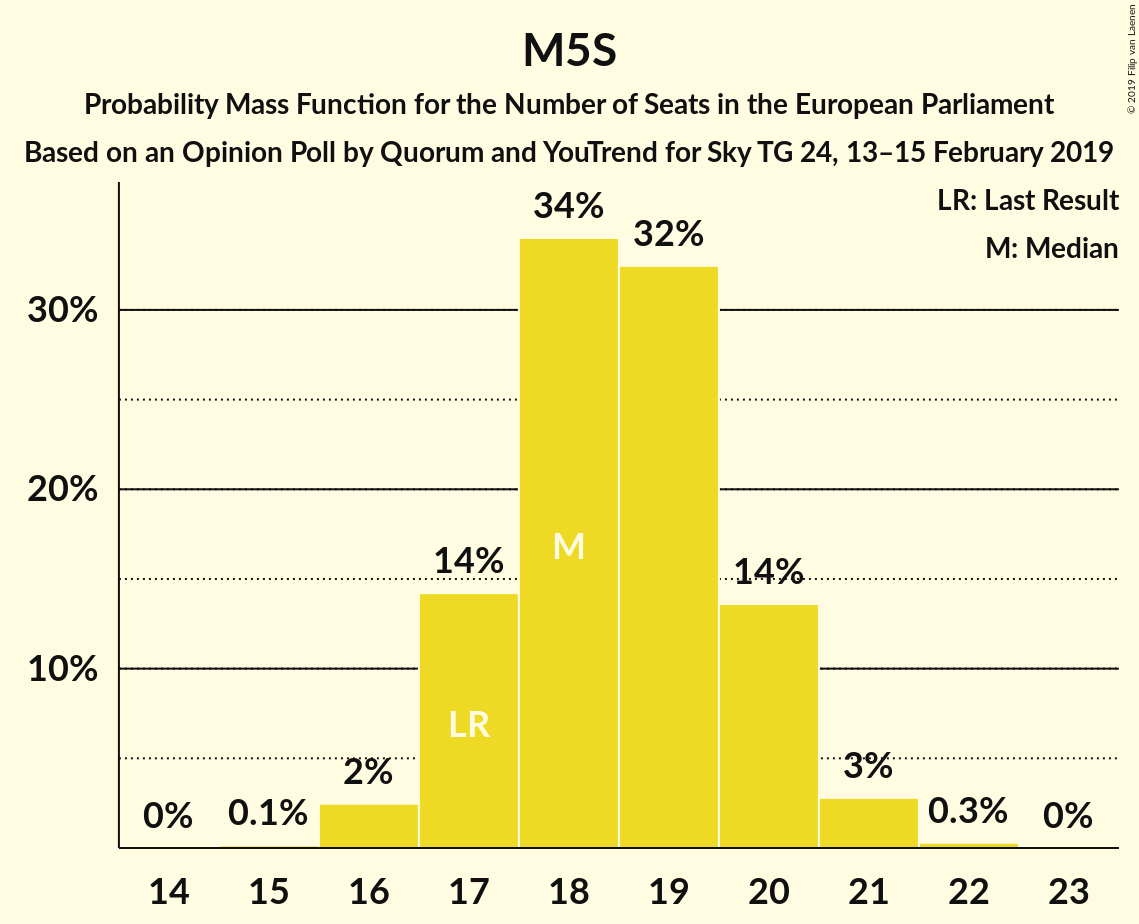 M5S
Probability Mass Function for the Number of Seats in the European Parliament
Based on an Opinion Poll by Quorum and YouTrend for Sky TG 24, 13–15 February 2019
© 2019 Filip van Laenen
LR: Last Result
M: Median
34%
32%
30%
20%
14%
14%
10%
M
LR
2%
3%
0%
0.1%
0.3%
0%
14 15 16 17 18 19 20 21 22 23